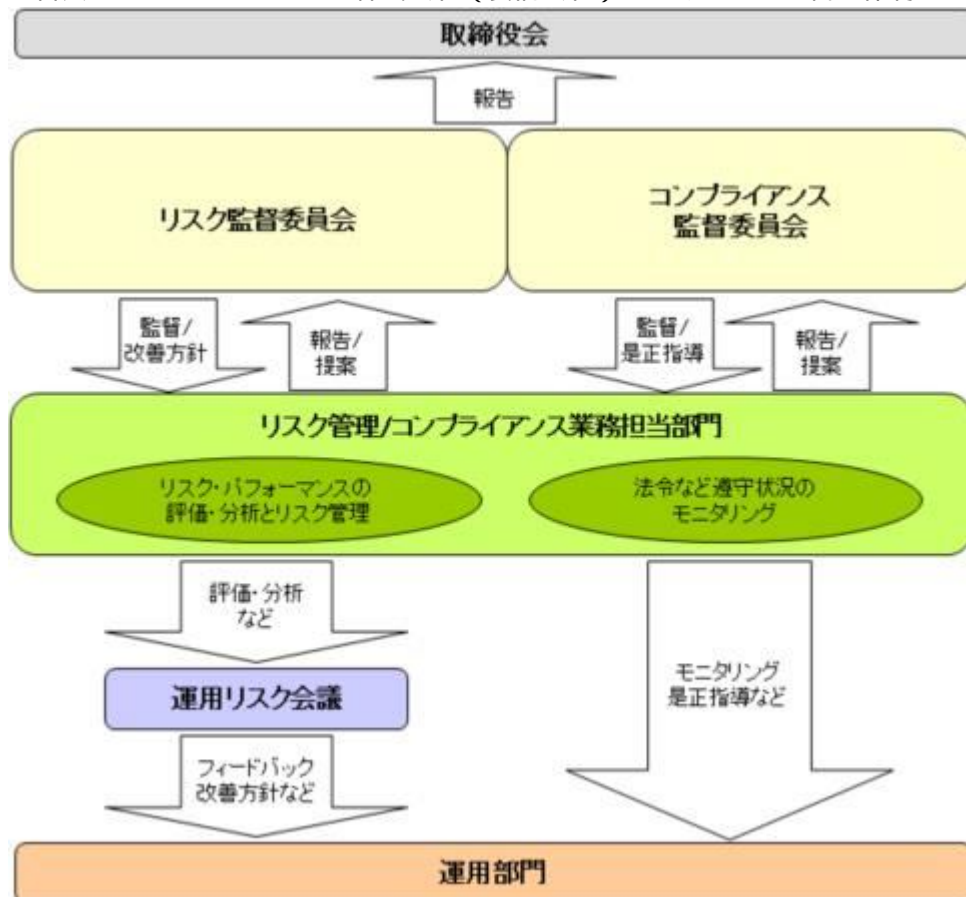 取締役会
報告
リスク監督委員会
コンプライアンス
監督委員会
監督/
改善方針
報告/
提案
監督/
是正指導
報告/
提案
リスク管理/コンプライアンス業務担当部門
リスク・パフォーマンスの
評価・分析とリスク管理
法令など遵守状況の
モニタリング
評価・分析
など
運用リスク会議
モニタリング
是正指導など
フィードバック
改善方針など
運用部門